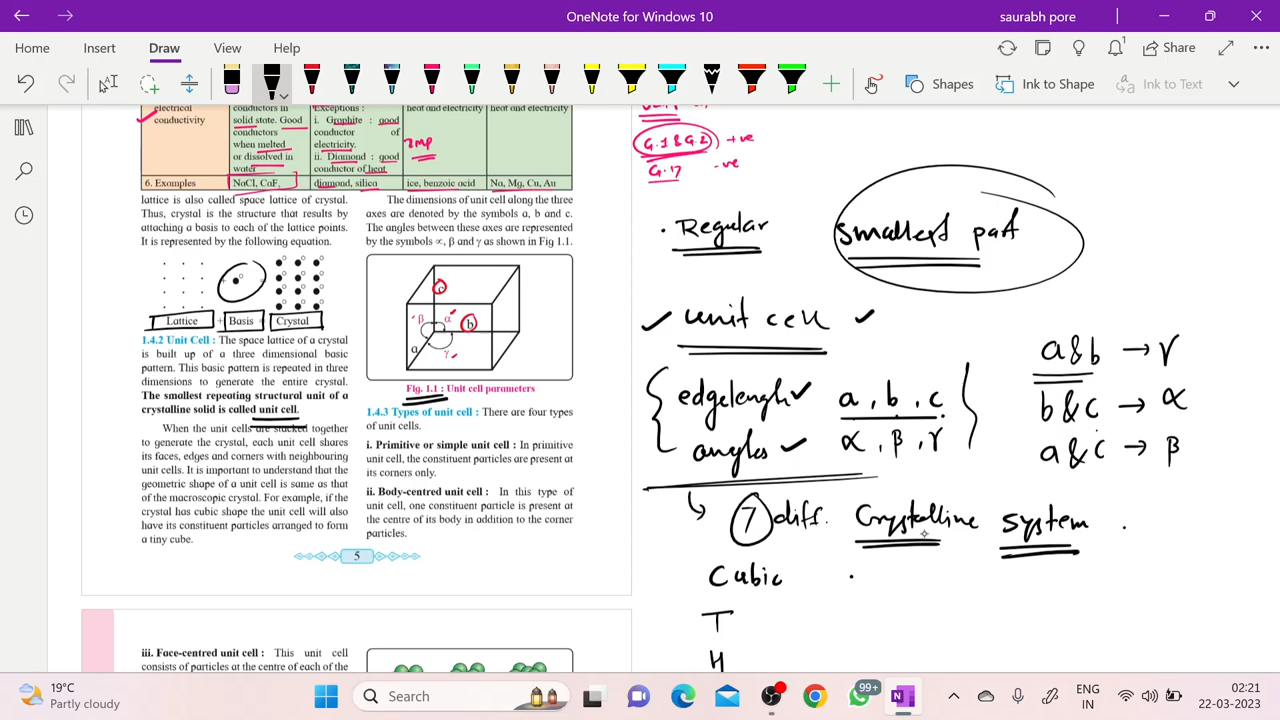 OneNote for Windows 10
saurabh pore
Home Insert Draw View Help
Share
Shapes Ink to Shape Ink to Text
electrical
conductivity
conductors in
solid state. Good
conductors
when melted
or dissolved in
water
Exceptions :
i. Graphite : good
conductor of
electricity.
ii. Diamond : good
conductor of heat
heat and electricity
heat and electricity
2mp
6. Examples
NaCl, CaF,
diamond, silica
ice, benzoic acid
Na, Mg, Cu, Au
lattice is also called space lattice of crystal.
Thus, crystal is the structure that results by
attaching a basis to each of the lattice points.
It is represented by the following equation.
Lattice + Basis = Crystal
1.4.2 Unit Cell : The space lattice of a crystal
is built up of a three dimensional basic
pattern. This basic pattern is repeated in three
dimensions to generate the entire crystal.
The smallest repeating structural unit of a
crystalline solid is called unit cell.
When the unit cells are stacked together
to generate the crystal, each unit cell shares
its faces, edges and corners with neighbouring
unit cells. It is important to understand that the
geometric shape of a unit cell is same as that
of the macroscopic crystal. For example, if the
crystal has cubic shape the unit cell will also
have its constituent particles arranged to form
a tiny cube.
The dimensions of unit cell along the three
axes are denoted by the symbols a, b and c.
The angles between these axes are represented
by the symbols ∝, β and γ as shown in Fig 1.1.
c
β α b
a γ
Fig. 1.1 : Unit cell parameters
1.4.3 Types of unit cell : There are four types
of unit cells.
i. Primitive or simple unit cell : In primitive
unit cell, the constituent particles are present at
its corners only.
ii. Body-centred unit cell : In this type of
unit cell, one constituent particle is present at
the centre of its body in addition to the corner
particles.
5
iii. Face-centred unit cell : This unit cell
consists of particles at the centre of each of the
G.1 & G.2 +ve
G.17 -ve
. Regular
smallest part
unit cell
edgelength a, b, c
angles α, β, γ
a&b → γ
b&c → α
a&c → β
7 diff. Crystalline system .
Cubic .
T
H
19°C
Partly cloudy
Search
99+
ENG
IN
02:21
22-03-2023